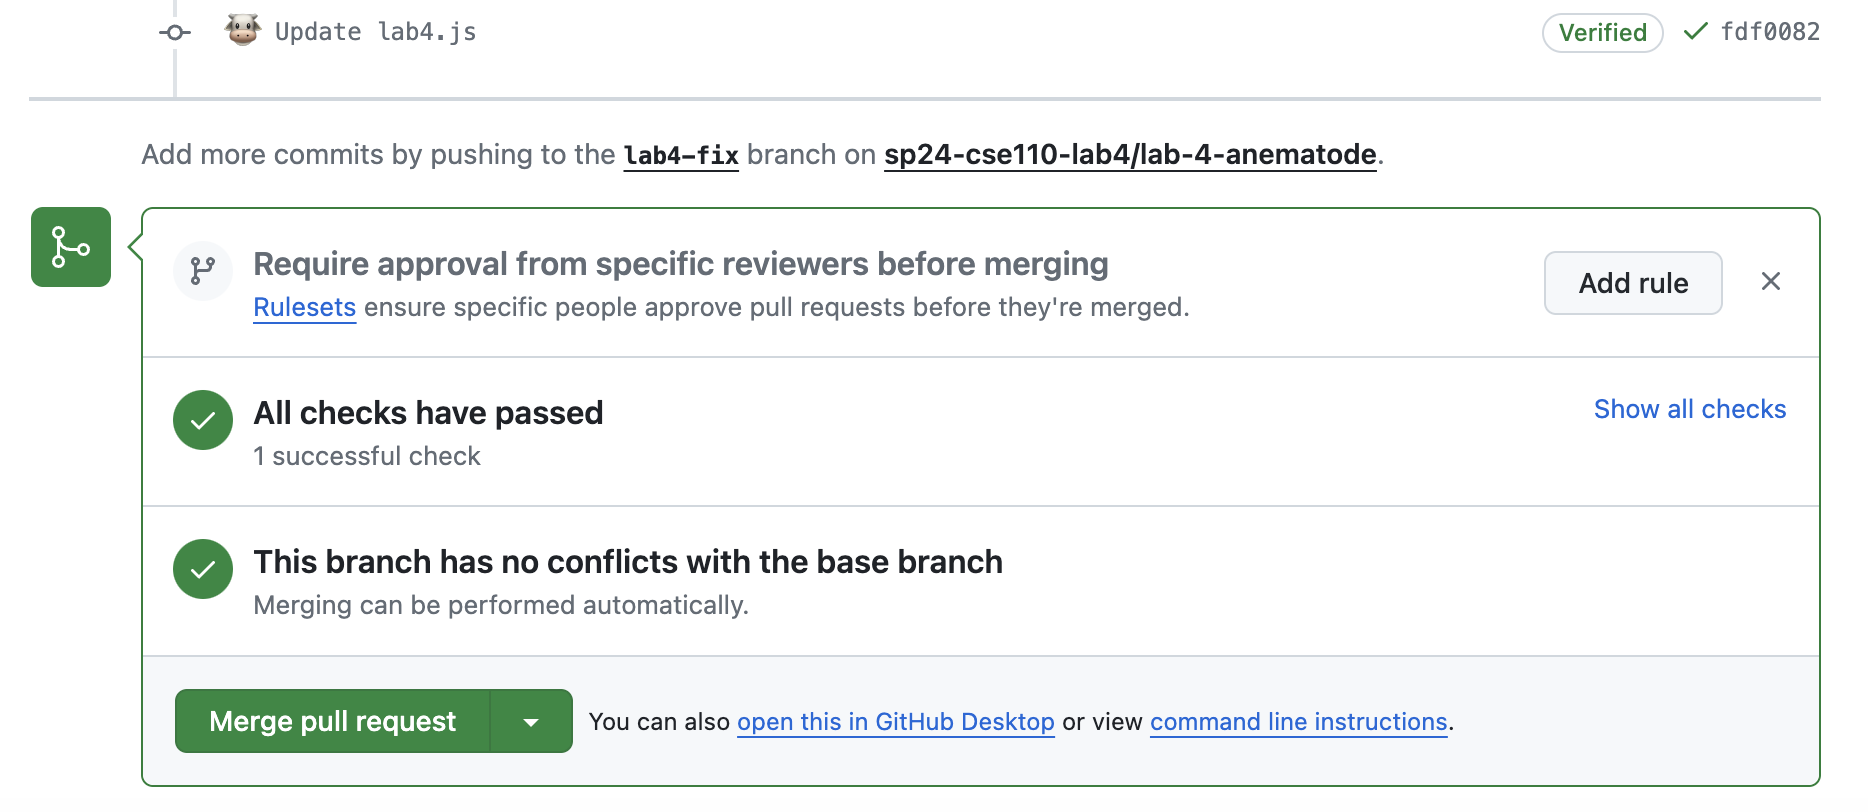 Update lab4.js Verified fdf0082
Add more commits by pushing to the lab4-fix branch on sp24-cse110-lab4/lab-4-anematode.
Require approval from specific reviewers before merging
Rulesets ensure specific people approve pull requests before they're merged.
Add rule
All checks have passed
1 successful check
Show all checks
This branch has no conflicts with the base branch
Merging can be performed automatically.
Merge pull request You can also open this in GitHub Desktop or view command line instructions.